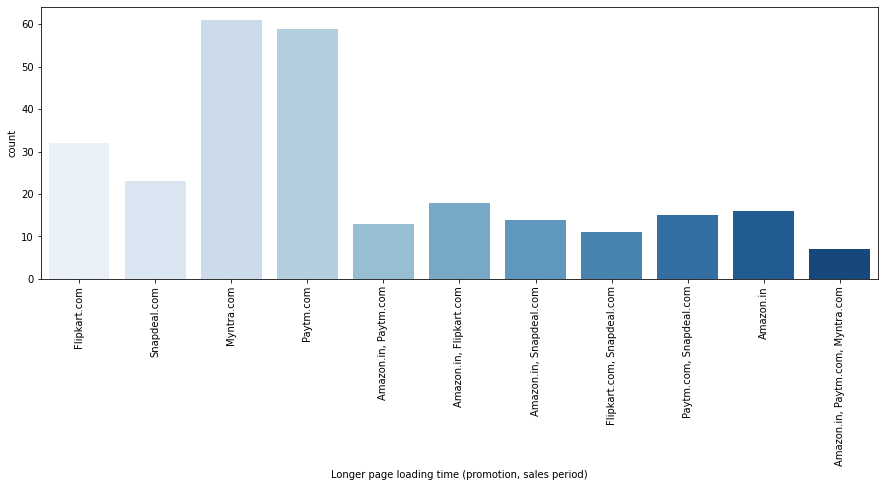 60
50
40
30
20
10
0
count
Flipkart.com
Snapdeal.com
Myntra.com
Paytm.com
Amazon.in, Paytm.com
Amazon.in, Flipkart.com
Amazon.in, Snapdeal.com
Flipkart.com, Snapdeal.com
Paytm.com, Snapdeal.com
Amazon.in
Amazon.in, Paytm.com, Myntra.com
Longer page loading time (promotion, sales period)